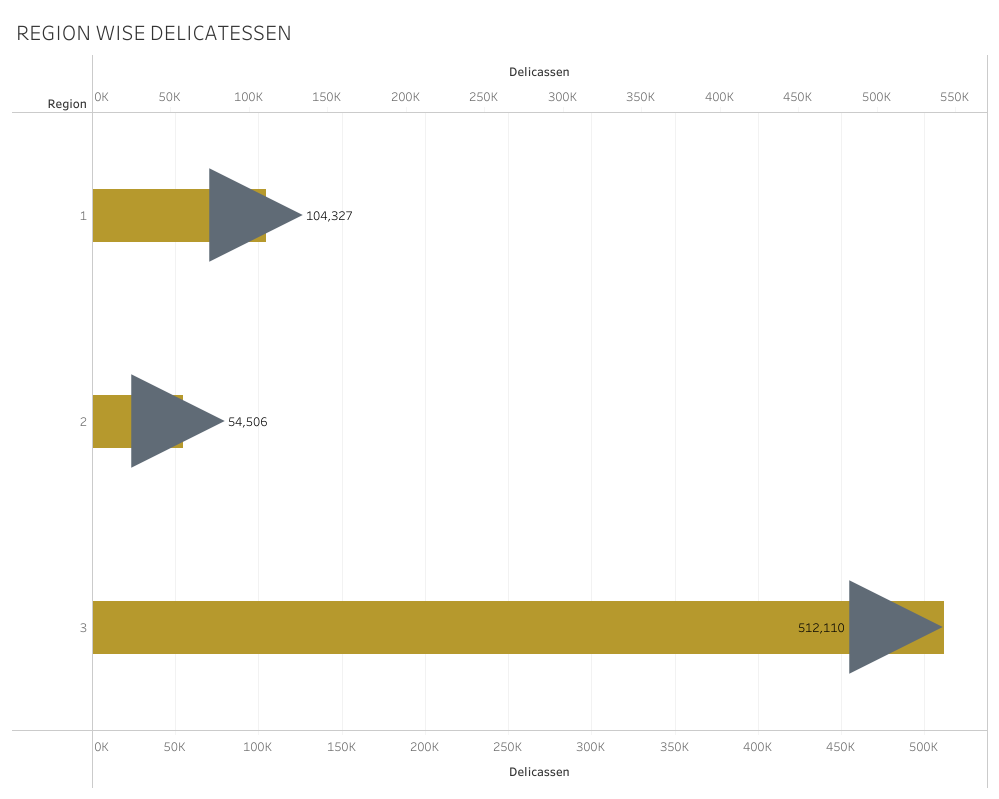 REGION WISE DELICATESSEN
Delicassen
Region 0K 50K 100K 150K 200K 250K 300K 350K 400K 450K 500K 550K
1 104,327
2 54,506
3 512,110
0K 50K 100K 150K 200K 250K 300K 350K 400K 450K 500K
Delicassen